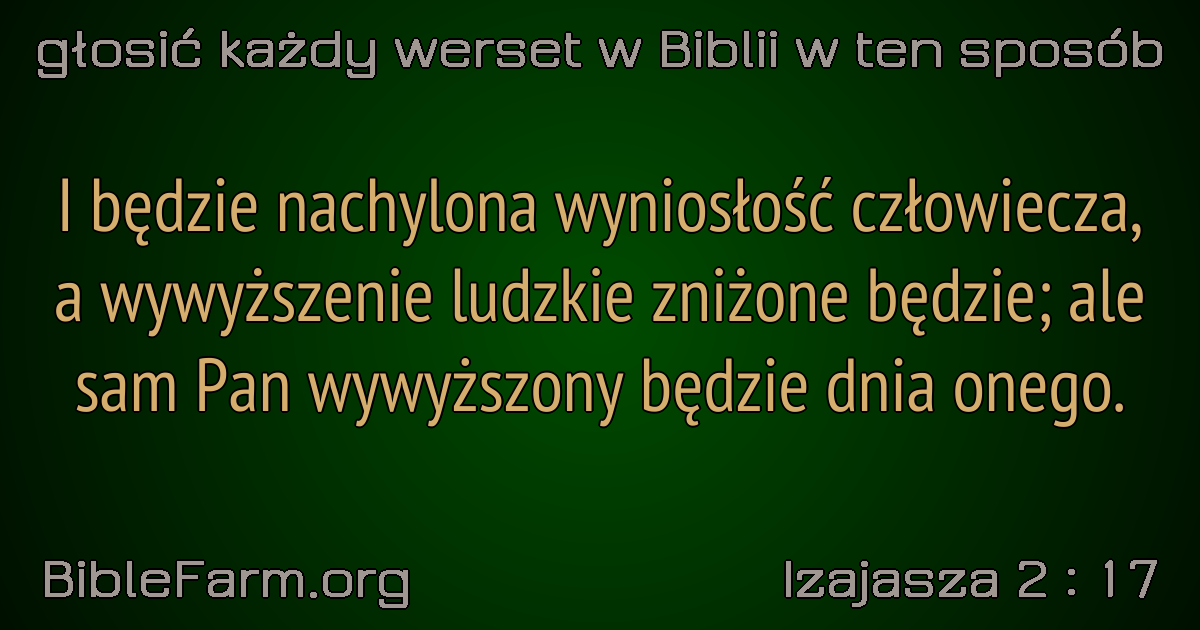 głosić każdy werset w Biblii w ten sposób
I będzie nachylona wyniosłość człowiecza,
a wywyższenie ludzkie zniżone będzie; ale
sam Pan wywyższony będzie dnia onego.
BibleFarm.org
Izajasza 2 : 17